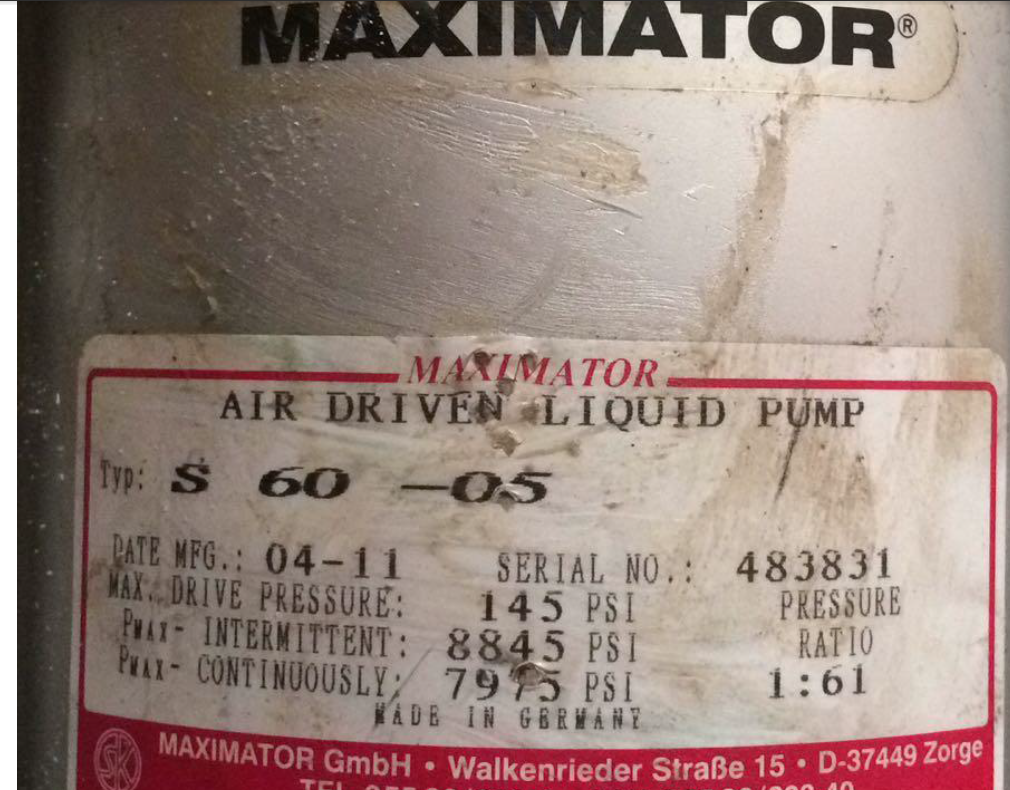 MAXIMATOR®
MAXIMATOR
AIR DRIVEN LIQUID PUMP
Typ: S 60 -05
DATE MFG.: 04-11 SERIAL NO.: 483831
MAX. DRIVE PRESSURE: 145 PSI PRESSURE
PMAX- INTERMITTENT: 8845 PSI RATIO
PMAX- CONTINUOUSLY: 7975 PSI 1:61
MADE IN GERMANY
SK MAXIMATOR GmbH • Walkenrieder Straße 15 • D-37449 Zorge